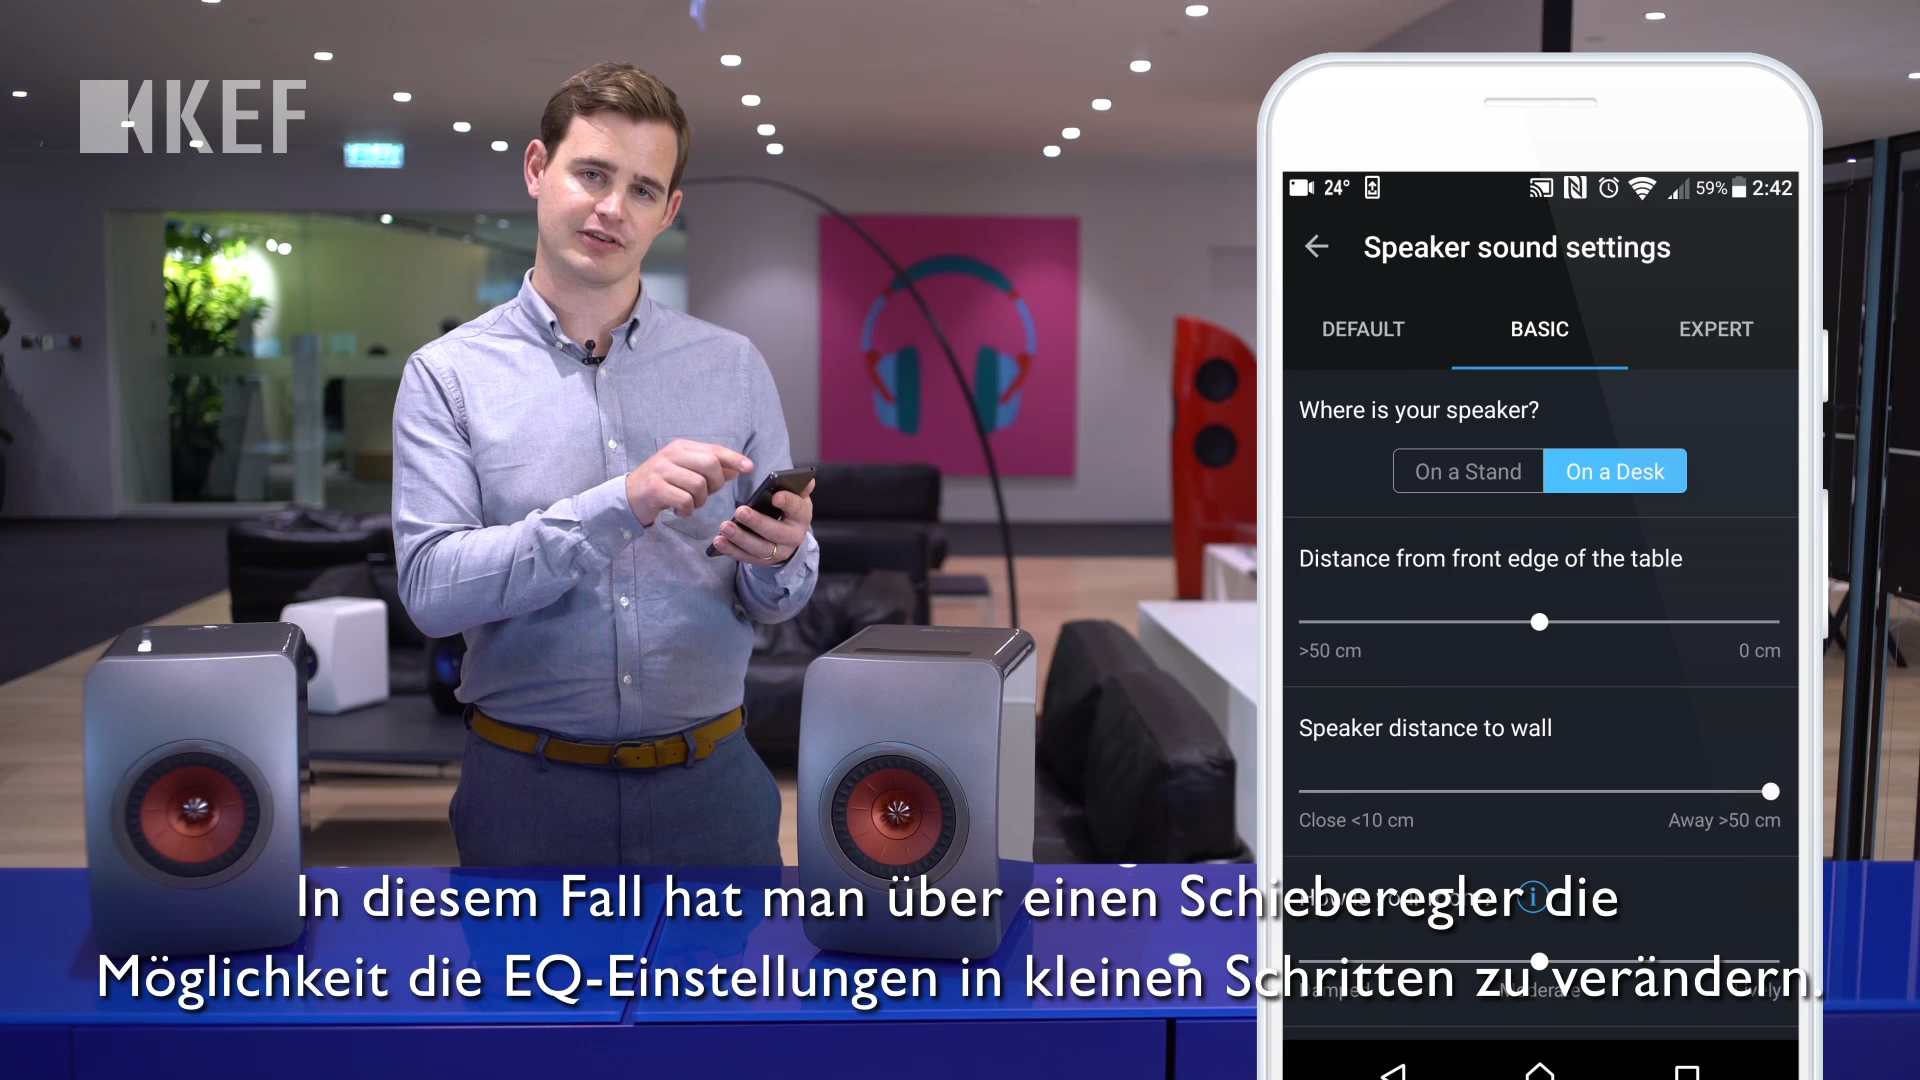 KEF
24°
59% 2:42
Speaker sound settings
DEFAULT BASIC EXPERT
Where is your speaker?
On a Stand On a Desk
Distance from front edge of the table
>50 cm 0 cm
Speaker distance to wall
Close <10 cm Away >50 cm
In diesem Fall hat man über einen Schieberegler die
Möglichkeit die EQ-Einstellungen in kleinen Schritten zu verändern.
Moderate